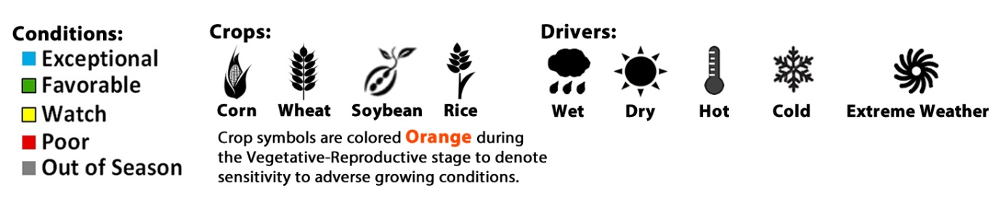 Conditions:
Exceptional
Favorable
Watch
Poor
Out of Season
Crops:
Corn Wheat Soybean Rice
Crop symbols are colored Orange during
the Vegetative-Reproductive stage to denote
sensitivity to adverse growing conditions.
Drivers:
Wet Dry Hot Cold Extreme Weather